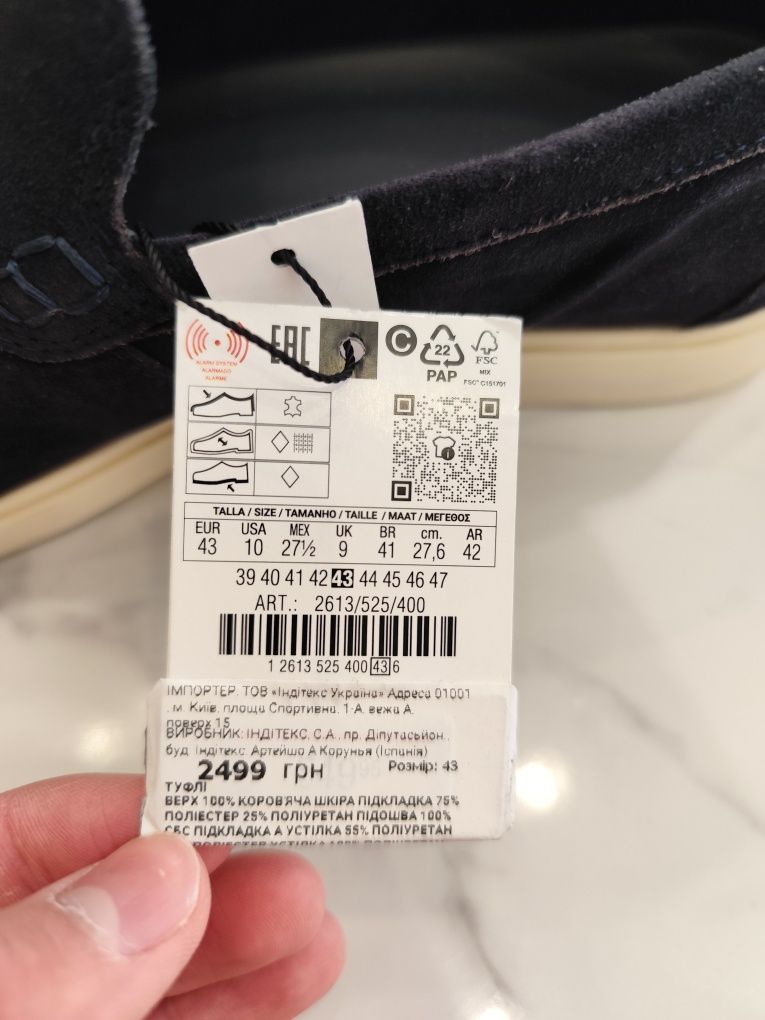 ALARM SYSTEM
ALARMADO
ALARME
EAC
C
22
PAP
FSC
MIX
FSC® C151701
TALLA / SIZE / TAMANHO / TAILLE / MAAT / ΜΕΓΕΘΟΣ
EUR USA MEX UK BR cm. AR
43 10 27½ 9 41 27,6 42
39 40 41 42 43 44 45 46 47
ART.: 2613/525/400
1 2613 525 400 43 6
ІМПОРТЕР: ТОВ «Індітекс Україна» Адреса 01001
, м. Київ, площа Спортивна, 1-А, вежа А,
поверх 15
ВИРОБНИК: ІНДІТЕКС, С.А., пр. Діпутасьйон,
буд. Індітекс, Артейшо А Корунья (Іспанія)
2499 грн Розмір: 43
ТУФЛІ
ВЕРХ 100% КОРОВ'ЯЧА ШКІРА ПІДКЛАДКА 75%
ПОЛІЕСТЕР 25% ПОЛІУРЕТАН ПІДОШВА 100%
СБС ПІДКЛАДКА А УСТІЛКА 55% ПОЛІУРЕТАН